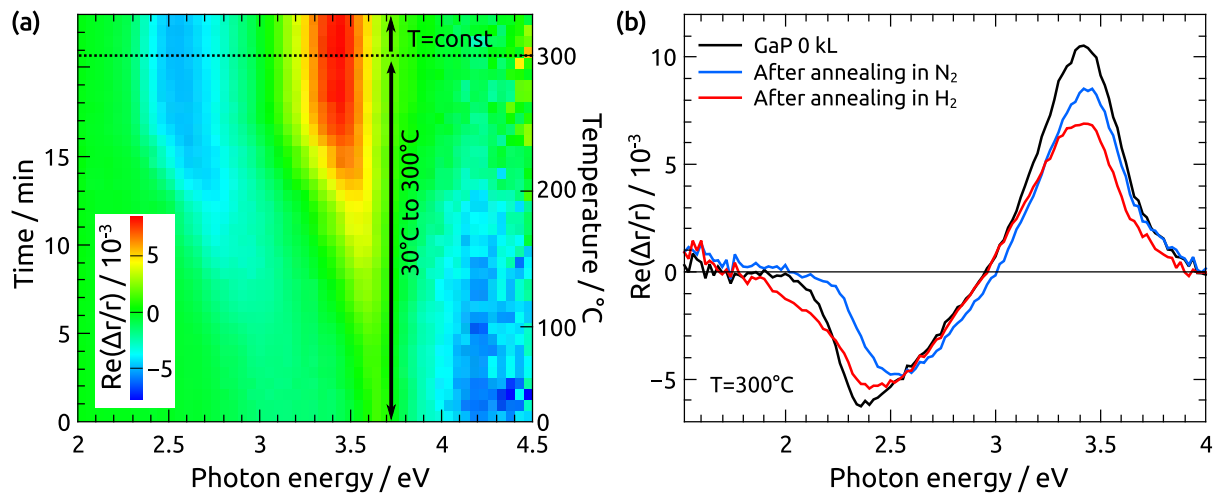 (a)
T=const
30°C to 300°C
Time / min
15
10
5
0
2
2.5
3
3.5
4
4.5
Photon energy / eV
300
200
100
0
Temperature / °C
Re(Δr/r) / 10⁻³
5
0
−5
(b)
GaP 0 kL
After annealing in N₂
After annealing in H₂
Re(Δr/r) / 10⁻³
10
5
0
−5
T=300°C
2
2.5
3
3.5
4
Photon energy / eV